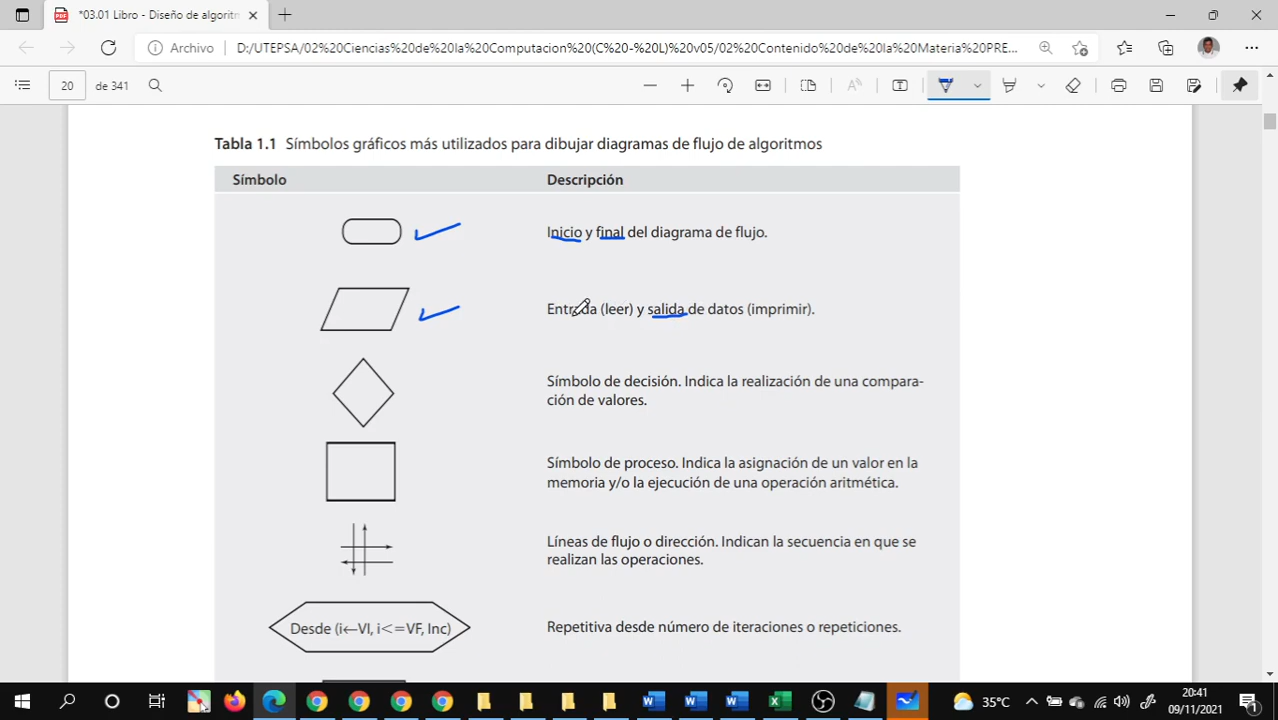 *03.01 Libro - Diseño de algoritm
Archivo
D:/UTEPSA/02%20Ciencias%20de%20la%20Computacion%20(C%20-%20L)%20v05/02%20Contenido%20de%20la%20Materia%20PRE...
20
de 341
Tabla 1.1 Símbolos gráficos más utilizados para dibujar diagramas de flujo de algoritmos
Símbolo
Descripción
Inicio y final del diagrama de flujo.
Entrada (leer) y salida de datos (imprimir).
Símbolo de decisión. Indica la realización de una compara-
ción de valores.
Símbolo de proceso. Indica la asignación de un valor en la
memoria y/o la ejecución de una operación aritmética.
Líneas de flujo o dirección. Indican la secuencia en que se
realizan las operaciones.
Desde (i←VI, i<=VF, Inc)
Repetitiva desde número de iteraciones o repeticiones.
35°C
20:41
09/11/2021
1